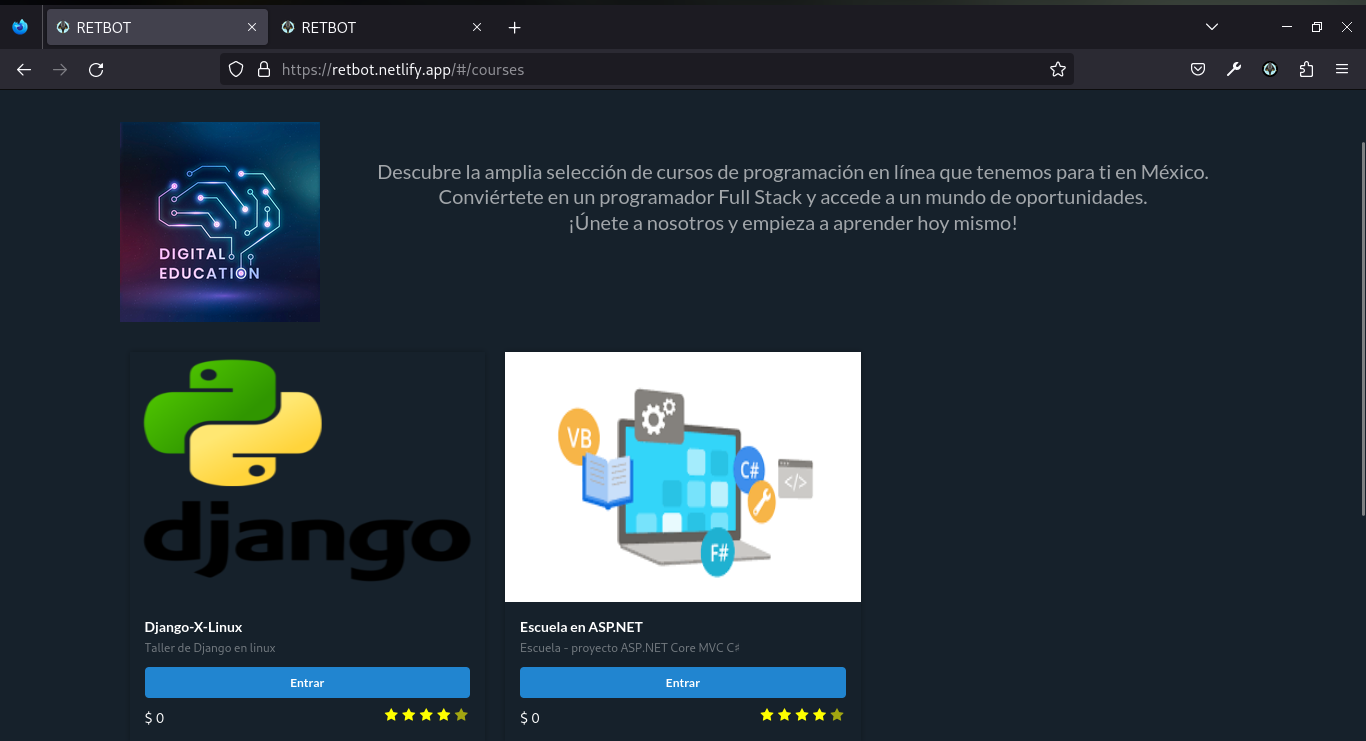 RETBOT
RETBOT
https://retbot.netlify.app/#/courses
DIGITAL
EDUCATION
Descubre la amplia selección de cursos de programación en línea que tenemos para ti en México.
Conviértete en un programador Full Stack y accede a un mundo de oportunidades.
¡Únete a nosotros y empieza a aprender hoy mismo!
django
VB
C#
</>
F#
Django-X-Linux
Taller de Django en linux
Entrar
$ 0
Escuela en ASP.NET
Escuela - proyecto ASP.NET Core MVC C♯
Entrar
$ 0